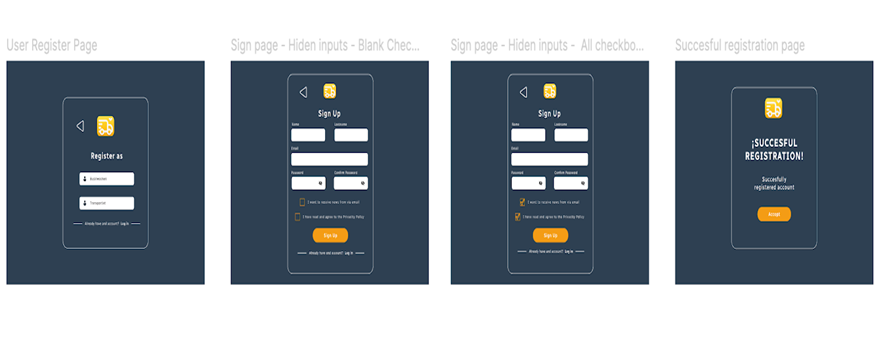 User Register Page
Register as
Businessman
Transportist
Already have and account? Log In
Sign page - Hiden inputs - Blank Chec...
Sign Up
Name Lastname
Email
Password Confirm Password
I want to receive news from via email
I have read and agree to the Privacity Policy
Sign Up
Already have and account? Log In
Sign page - Hiden inputs - All checkbo...
Sign Up
Name Lastname
Email
Password Confirm Password
I want to receive news from via email
I have read and agree to the Privacity Policy
Sign Up
Already have and account? Log In
Succesful registration page
¡SUCCESFUL
REGISTRATION!
Succesfully
registered account
Accept